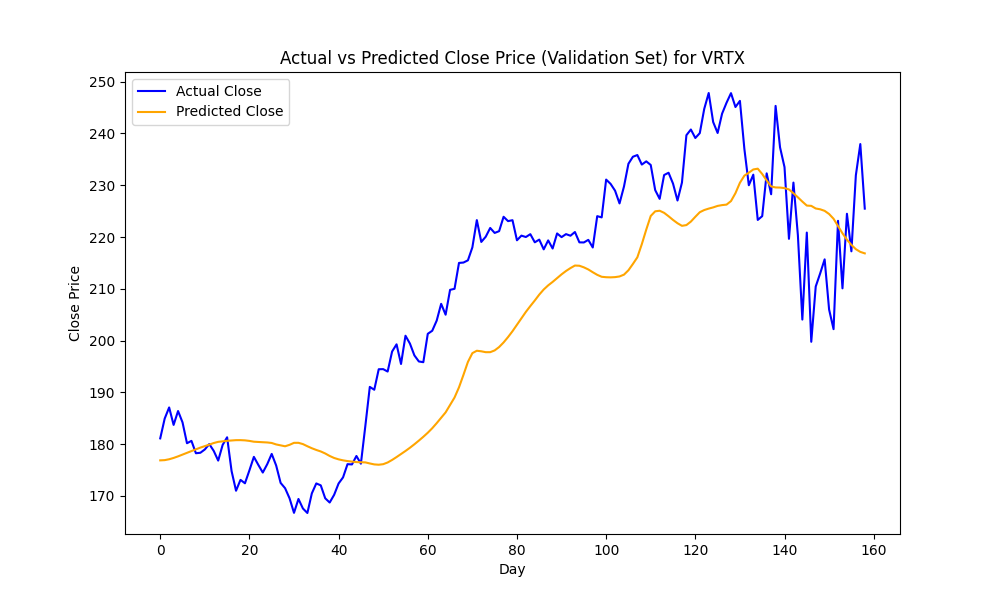 Actual vs Predicted Close Price (Validation Set) for VRTX
Actual Close
Predicted Close
Close Price
250
240
230
220
210
200
190
180
170
0 20 40 60 80 100 120 140 160
Day